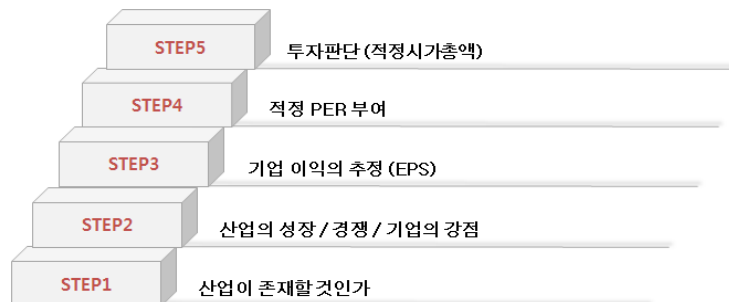 STEP5 투자판단 (적정시가총액)
STEP4 적정 PER 부여
STEP3 기업 이익의 추정 (EPS)
STEP2 산업의 성장 / 경쟁 / 기업의 강점
STEP1 산업이 존재할 것인가